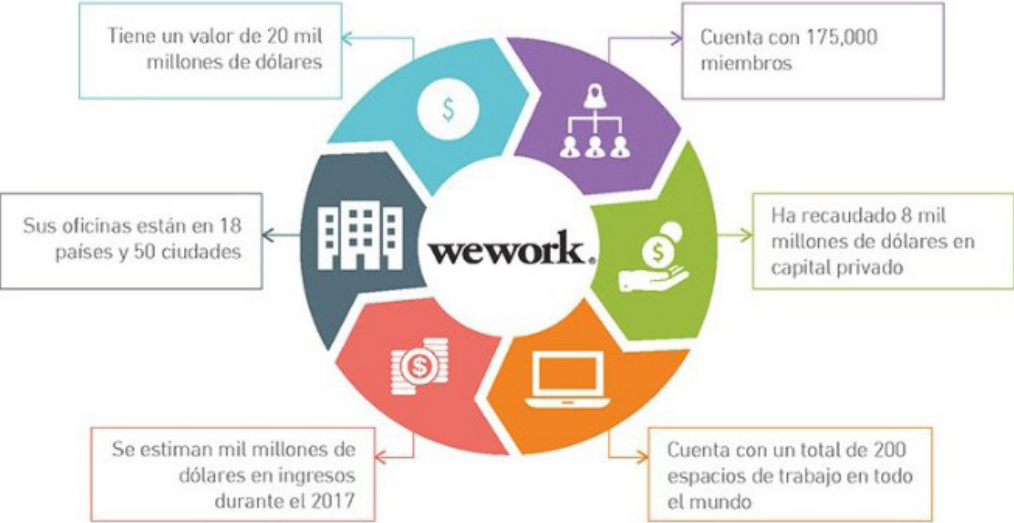 Tiene un valor de 20 mil
millones de dólares
Cuenta con 175,000
miembros
$
Sus oficinas están en 18
países y 50 ciudades
wework.
Ha recaudado 8 mil
millones de dólares en
capital privado
$
$
Se estiman mil millones de
dólares en ingresos
durante el 2017
Cuenta con un total de 200
espacios de trabajo en todo
el mundo